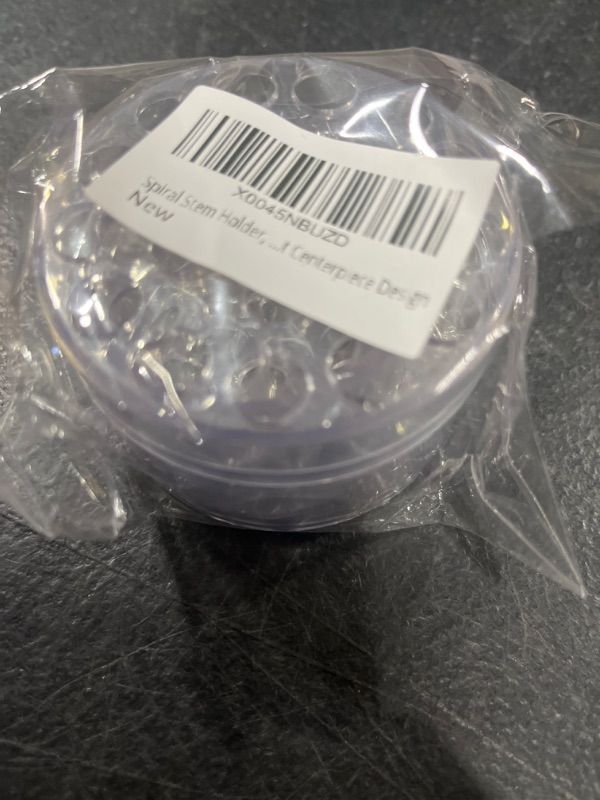 X0045NBUZD
Spiral Stem Holder, ...r Centerpiece Design
New